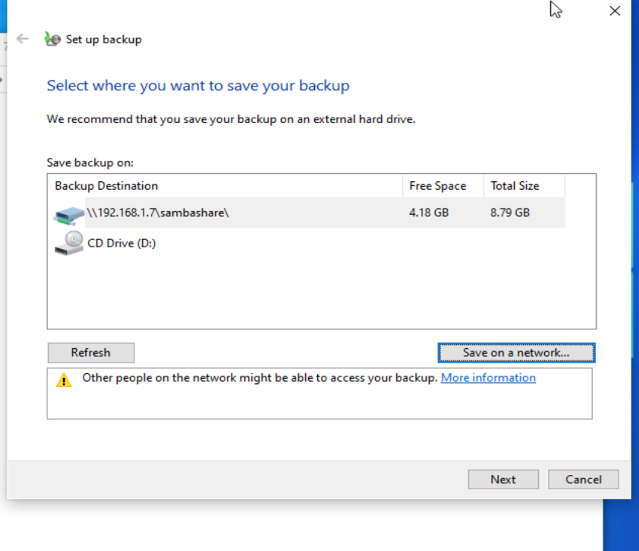 Set up backup
Select where you want to save your backup
We recommend that you save your backup on an external hard drive.
Save backup on:
Backup Destination Free Space Total Size
\\192.168.1.7\sambashare\ 4.18 GB 8.79 GB
CD Drive (D:)
Refresh Save on a network...
Other people on the network might be able to access your backup. More information
Next Cancel